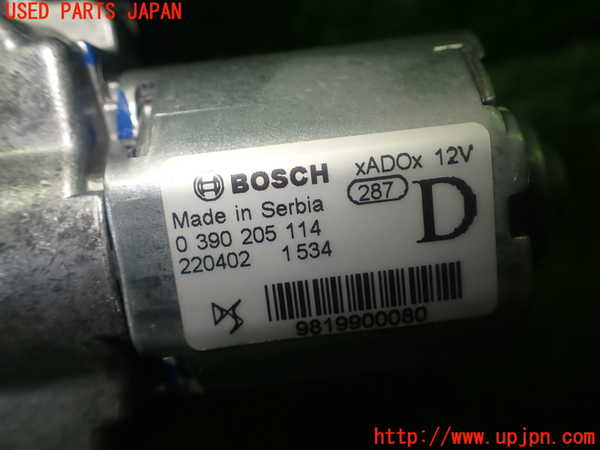 USED PARTS JAPAN
BOSCH xADOx 12V
Made in Serbia 287 D
0 390 205 114
220402 1534
9819900080
http://www.upjpn.com/